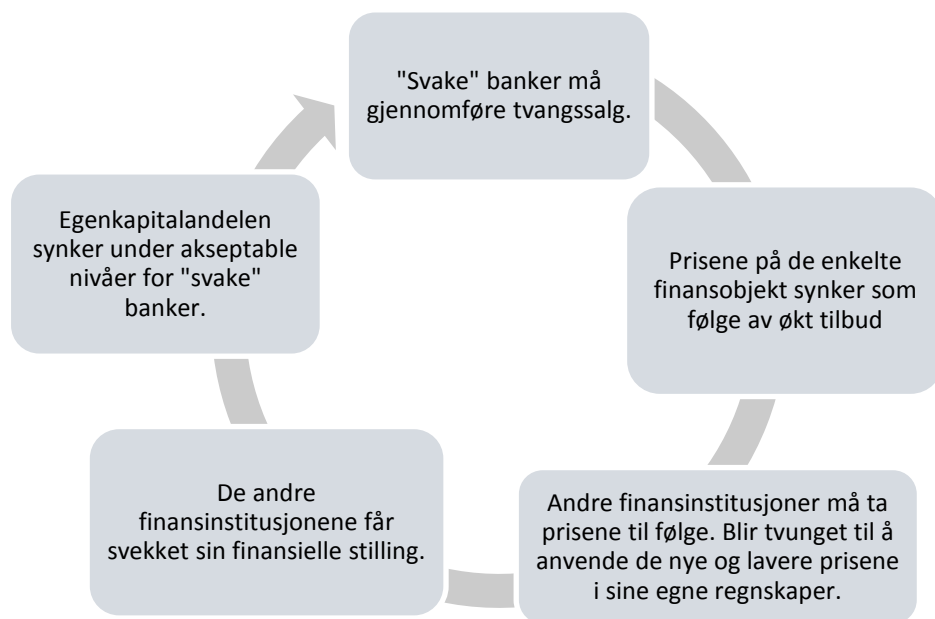 "Svake" banker må
gjennomføre tvangssalg.
Prisene på de enkelte
finansobjekt synker som
følge av økt tilbud
Andre finansinstitusjoner må ta
prisene til følge. Blir tvunget til å
anvende de nye og lavere prisene
i sine egne regnskaper.
De andre
finansinstitusjonene får
svekket sin finansielle stilling.
Egenkapitalandelen
synker under akseptable
nivåer for "svake"
banker.